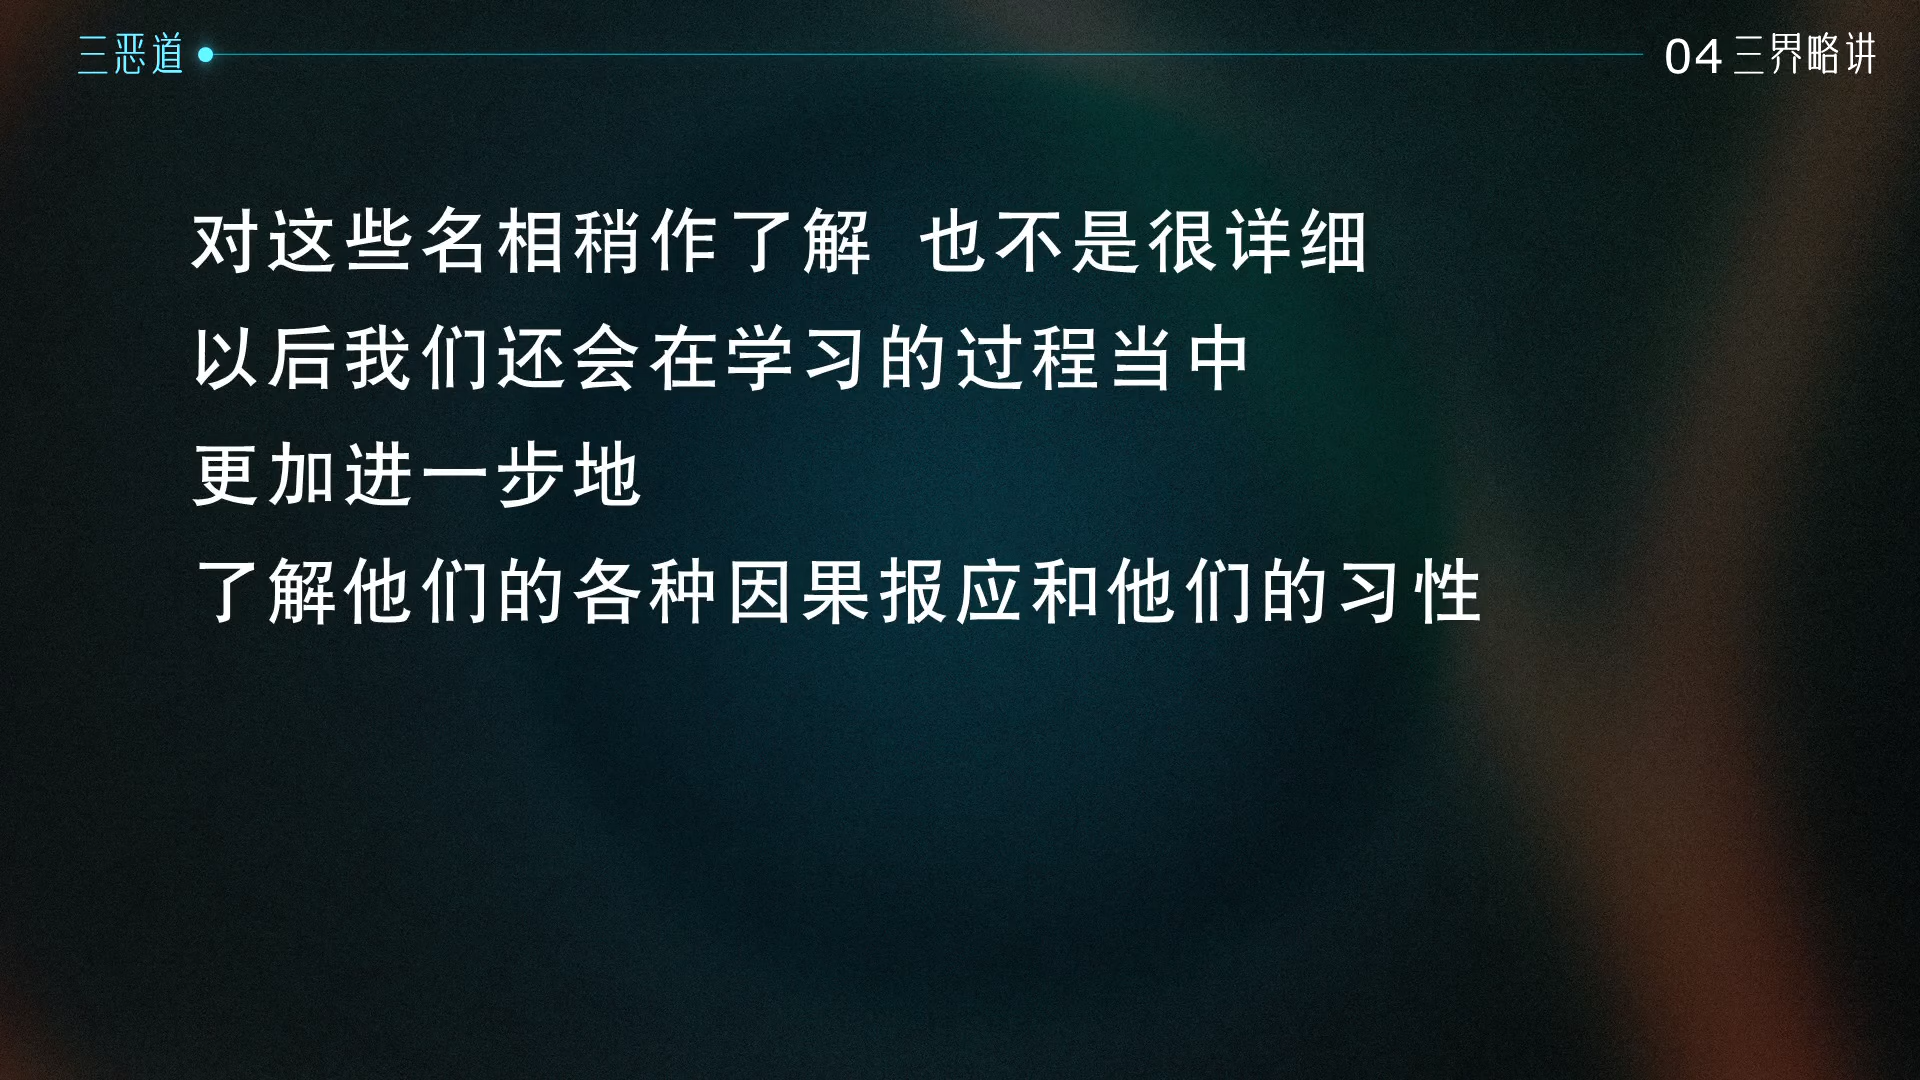 三恶道
04 三界略讲
对这些名相稍作了解 也不是很详细
以后我们还会在学习的过程当中
更加进一步地
了解他们的各种因果报应和他们的习性